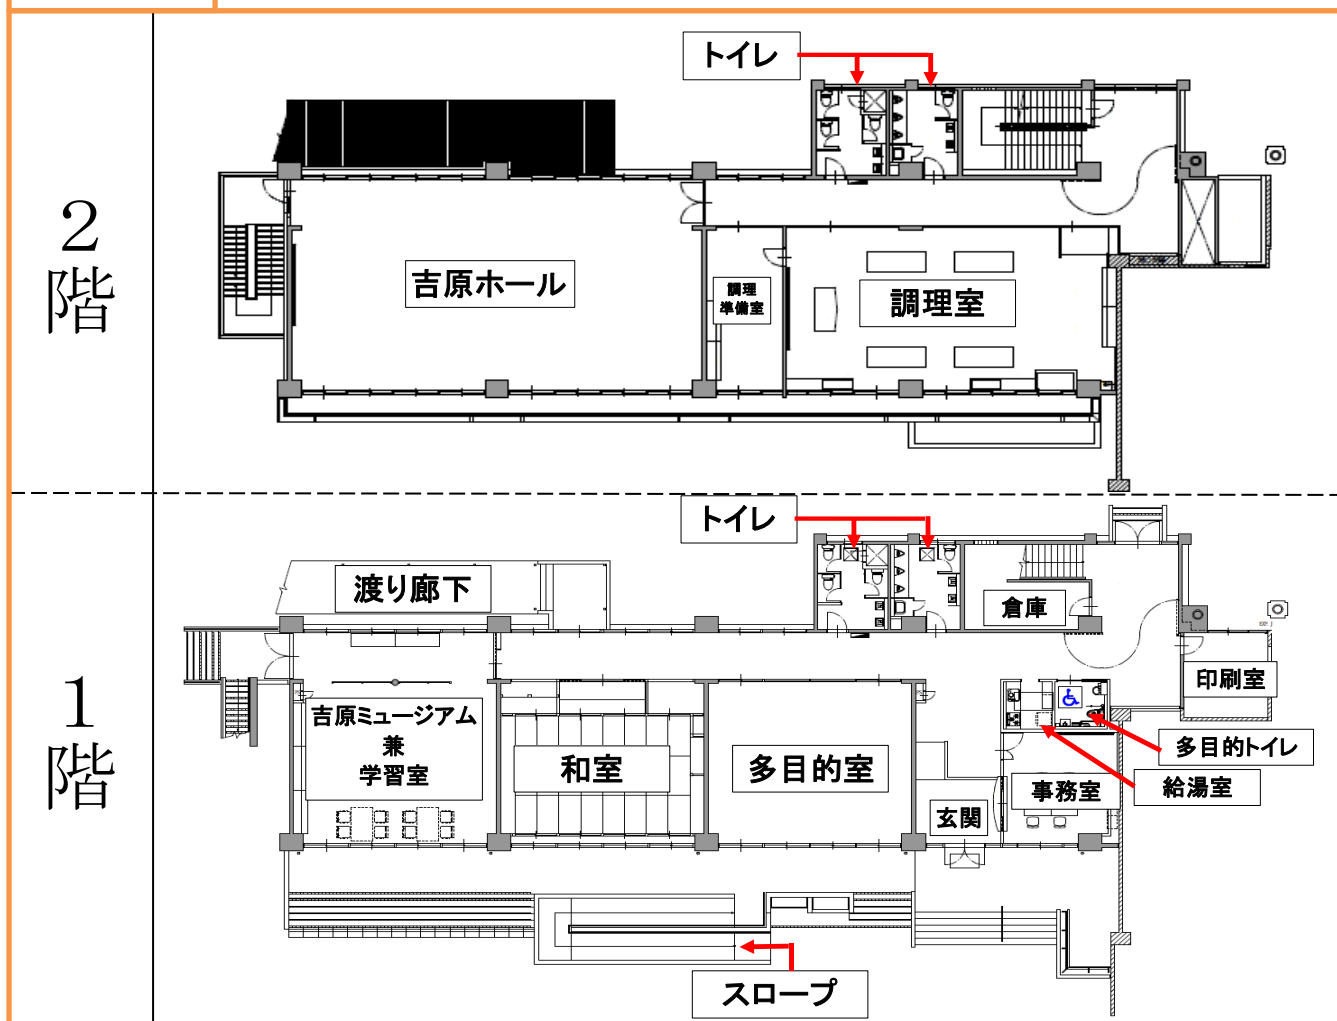 2
階
トイレ
吉原ホール
調理
準備室
調理室
1
階
トイレ
渡り廊下
倉庫
吉原ミュージアム
兼
学習室
和室
多目的室
玄関
事務室
印刷室
多目的トイレ
給湯室
スロープ